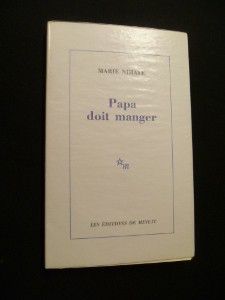 MARIE NDIAYE
Papa
doit manger
m
LES ÉDITIONS DE MINUIT